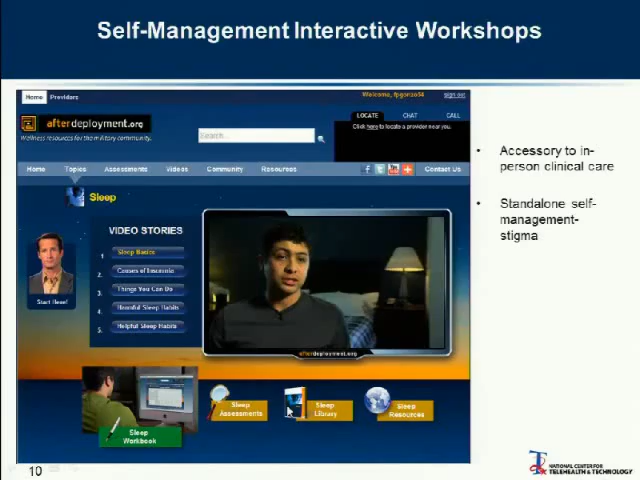 Self-Management Interactive Workshops
Home Providers
Welcome, fpgonzo54 sign out
afterdeployment.org
Wellness resources for the military community.
Search...
LOCATE CHAT CALL
Click here to locate a provider near you.
Home Topics Assessments Videos Community Resources
Contact Us
Sleep
VIDEO STORIES
1. Sleep Basics
2. Causes of Insomnia
3. Things You Can Do
4. Harmful Sleep Habits
5. Helpful Sleep Habits
Start Here!
afterdeployment.org
Sleep
Workbook
Sleep
Assessments
Sleep
Library
Sleep
Resources
• Accessory to in-
person clinical care
• Standalone self-
management-
stigma
10
NATIONAL CENTER FOR
TELEHEALTH & TECHNOLOGY